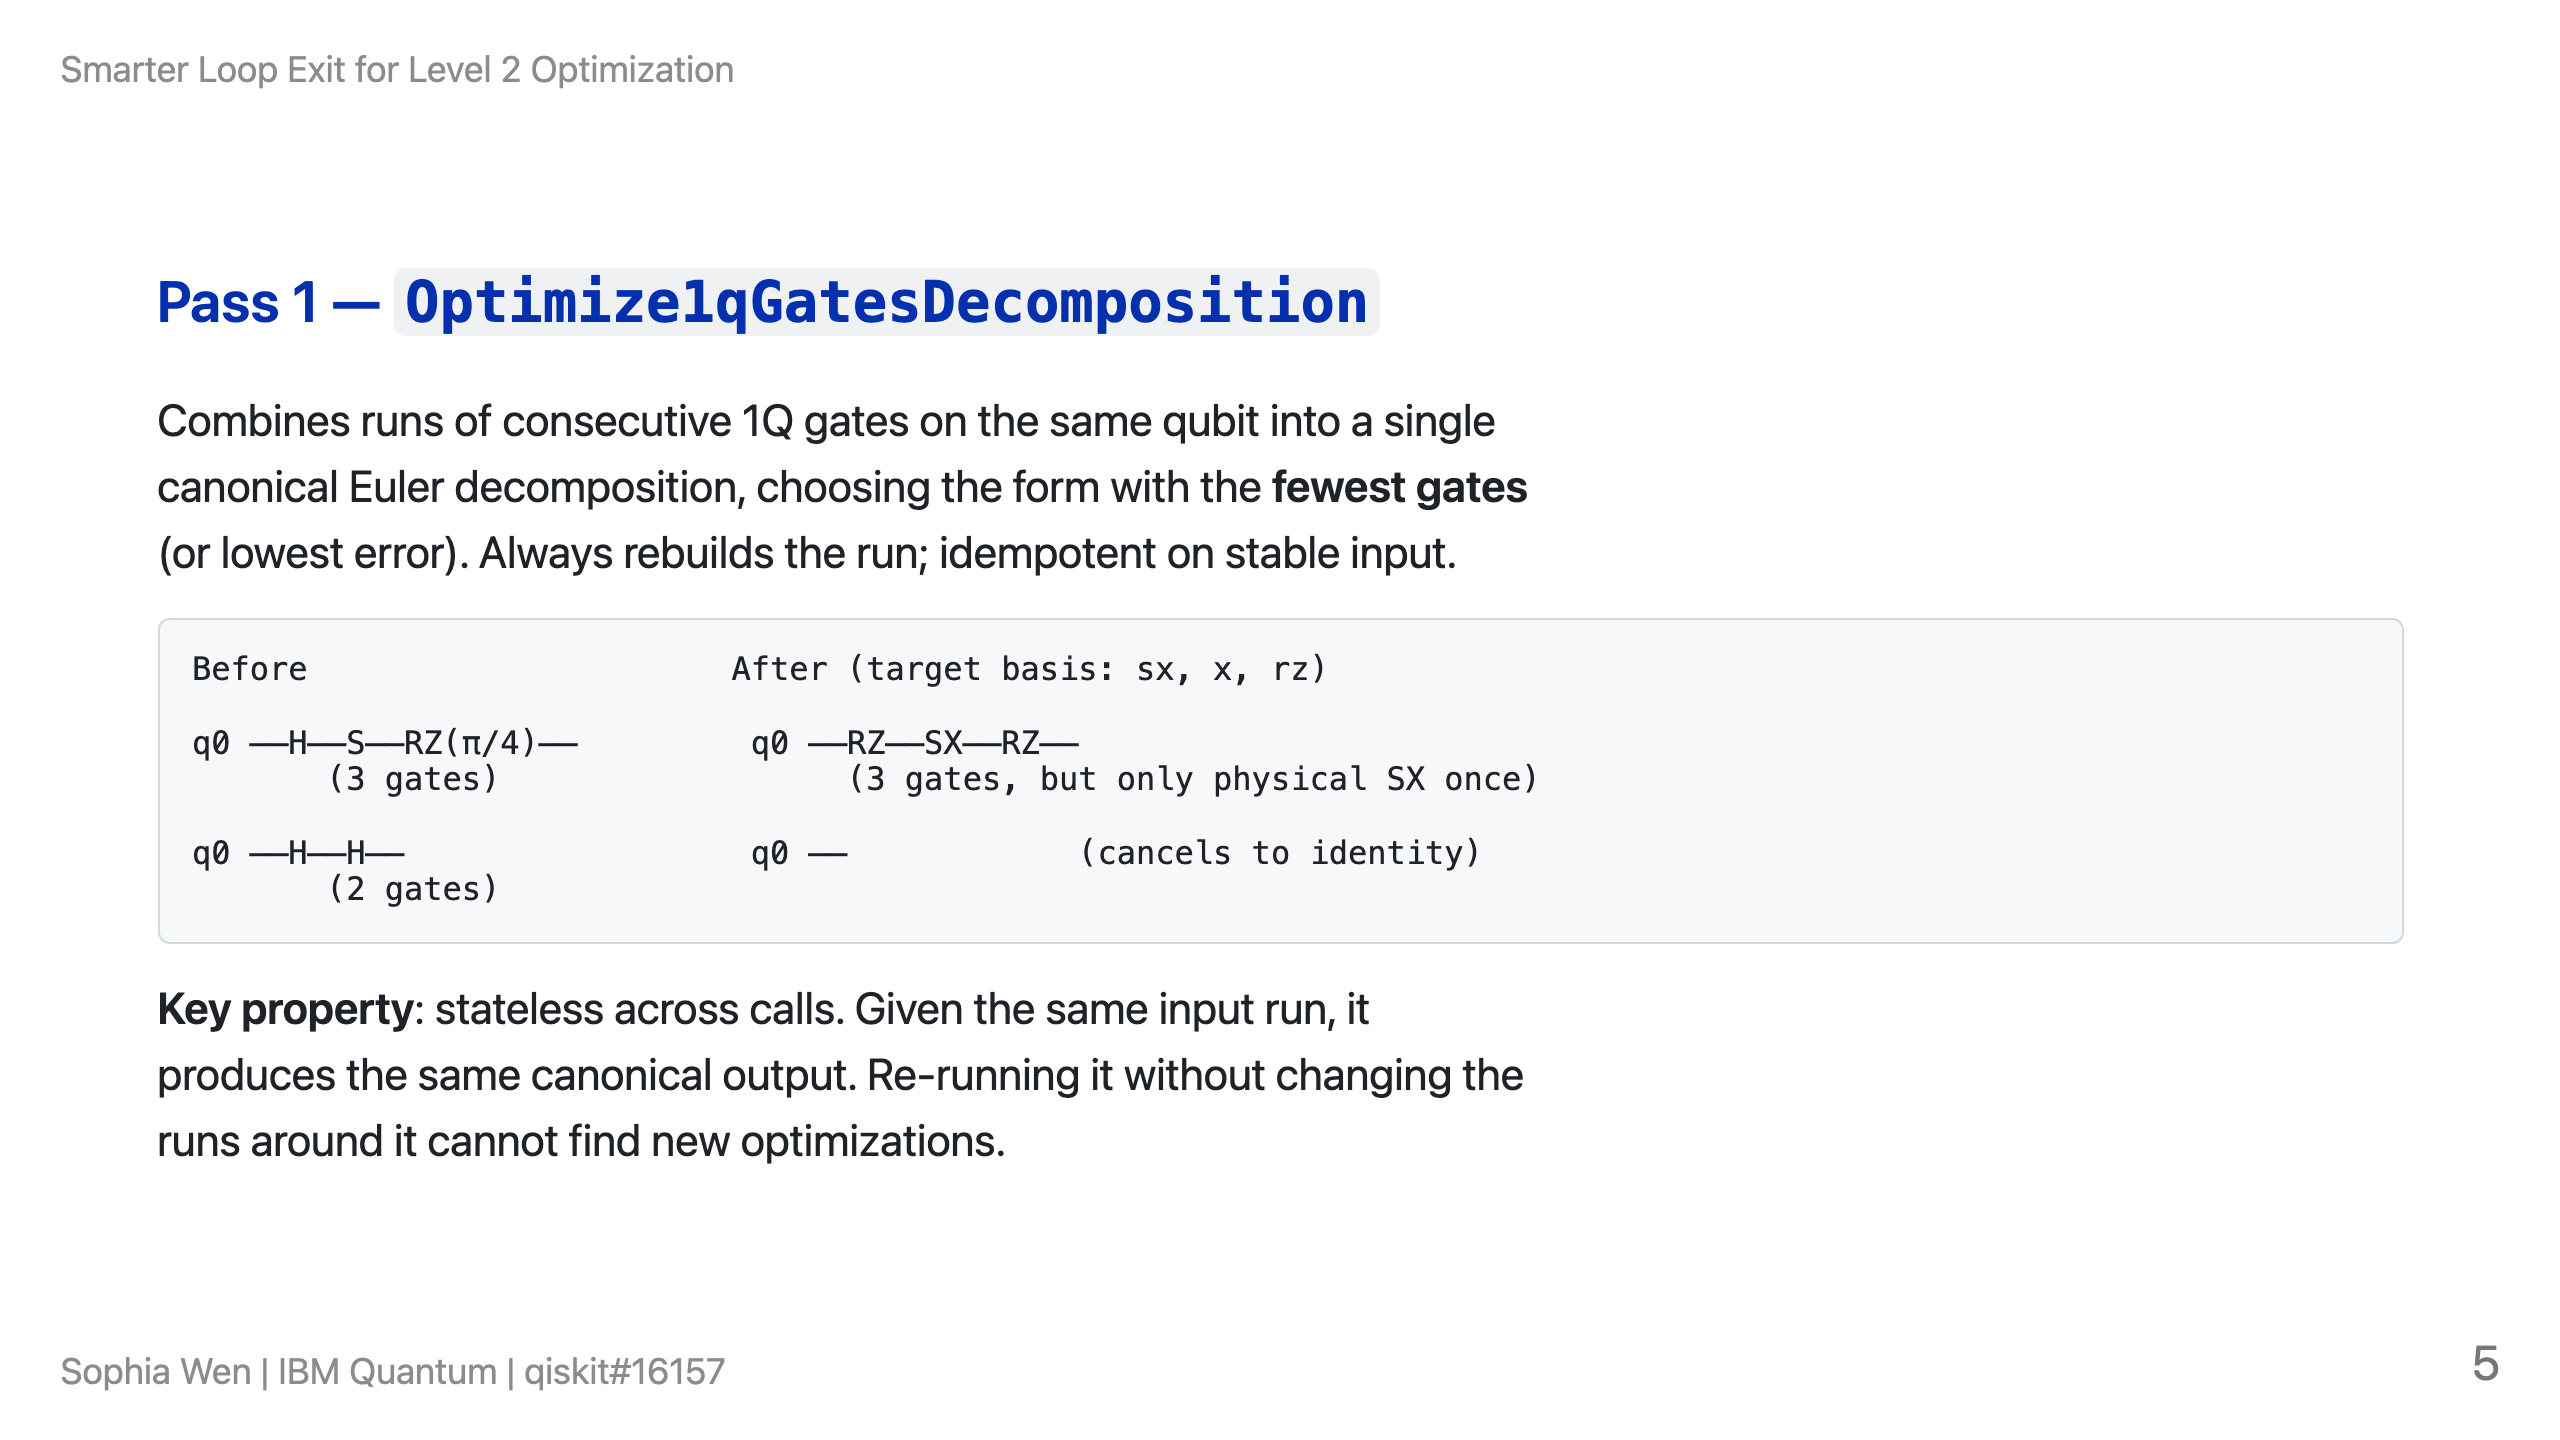 Smarter Loop Exit for Level 2 Optimization
Pass 1 — Optimize1qGatesDecomposition
Combines runs of consecutive 1Q gates on the same qubit into a single
canonical Euler decomposition, choosing the form with the fewest gates
(or lowest error). Always rebuilds the run; idempotent on stable input.
Before                      After (target basis: sx, x, rz)
q0 ──H──S──RZ(π/4)──         q0 ──RZ──SX──RZ──
(3 gates)                  (3 gates, but only physical SX once)
q0 ──H──H──                  q0 ──            (cancels to identity)
(2 gates)
Key property: stateless across calls. Given the same input run, it
produces the same canonical output. Re-running it without changing the
runs around it cannot find new optimizations.
Sophia Wen | IBM Quantum | qiskit#16157
5